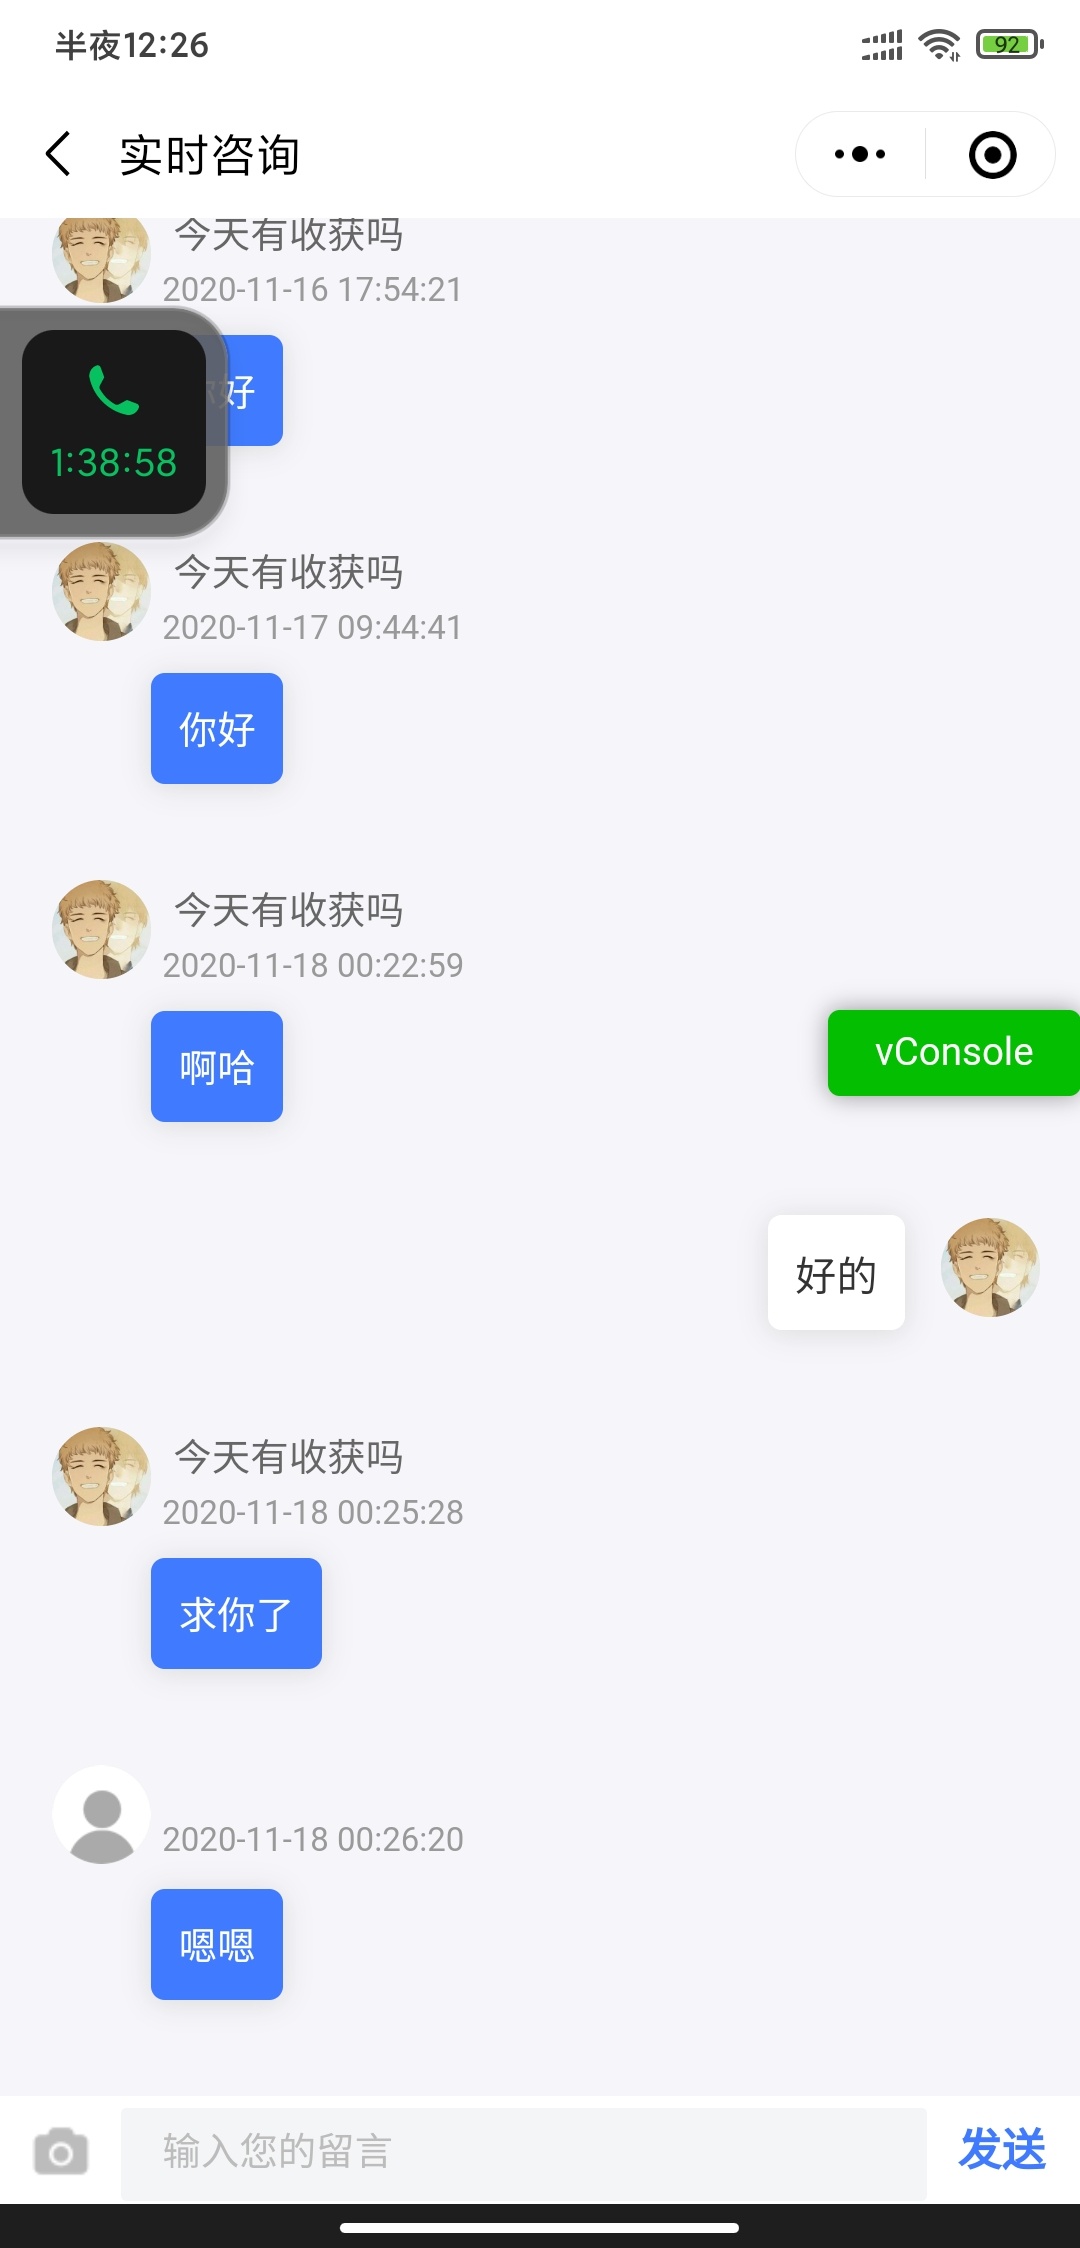 半夜12:26
92
实时咨询
今天有收获吗
2020-11-16 17:54:21
好
1:38:58
今天有收获吗
2020-11-17 09:44:41
你好
今天有收获吗
2020-11-18 00:22:59
啊哈
vConsole
好的
今天有收获吗
2020-11-18 00:25:28
求你了
2020-11-18 00:26:20
嗯嗯
输入您的留言
发送